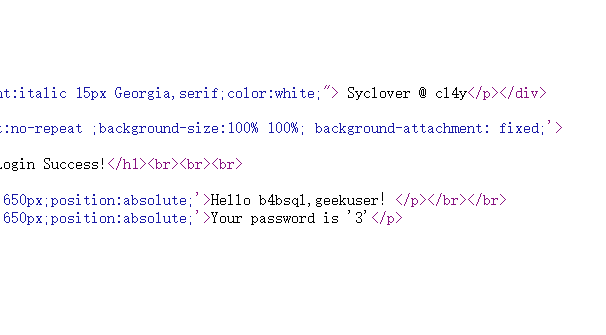 nt:italic 15px Georgia,serif;color:white;"> Syclover @ cl4y</p></div>
t:no-repeat ;background-size:100% 100%; background-attachment: fixed;'>
Login Success!</h1><br><br><br>
650px;position:absolute;'>Hello b4bsql,geekuser! </p></br></br>
650px;position:absolute;'>Your password is '3'</p>